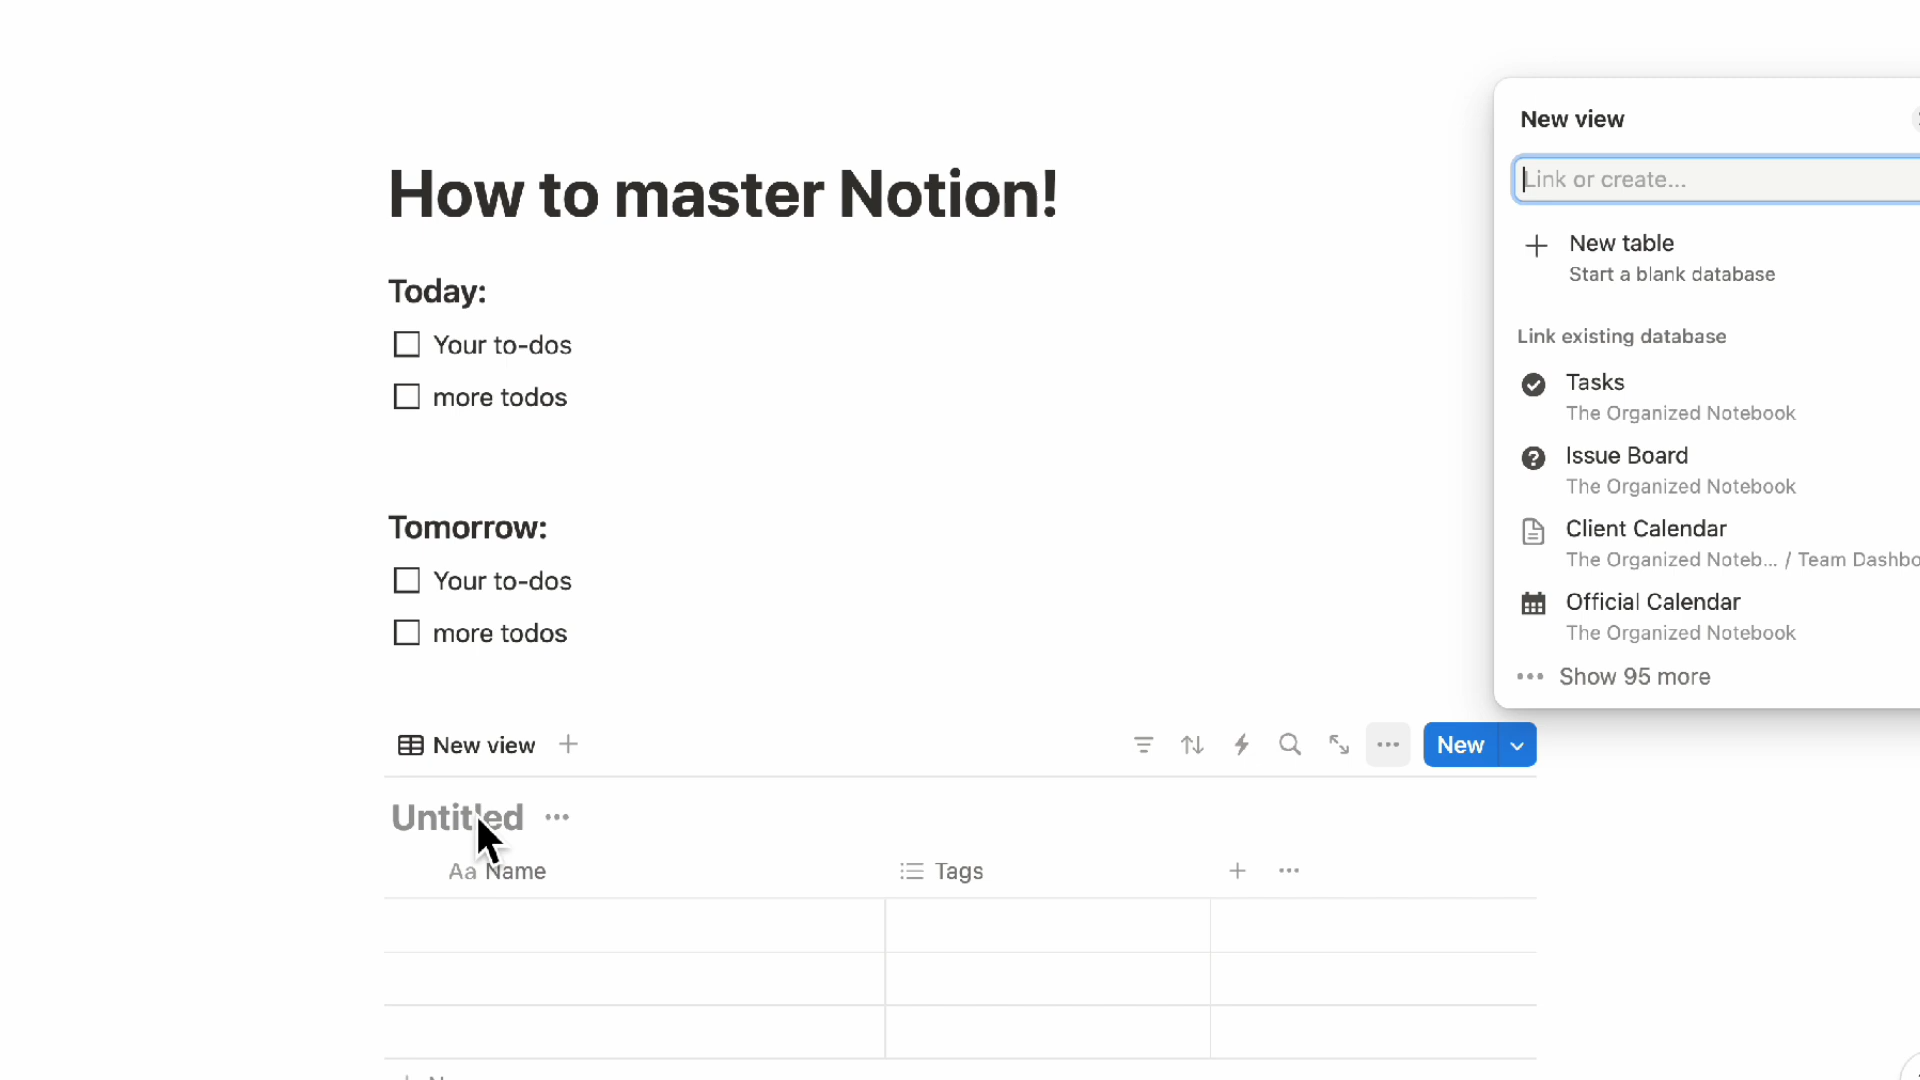 How to master Notion!
Today:
Your to-dos
more todos
Tomorrow:
Your to-dos
more todos
New view
New
Untitled
Aa Name
Tags
New view
Link or create...
New table
Start a blank database
Link existing database
Tasks
The Organized Notebook
Issue Board
The Organized Notebook
Client Calendar
The Organized Noteb... / Team Dashbo
Official Calendar
The Organized Notebook
Show 95 more